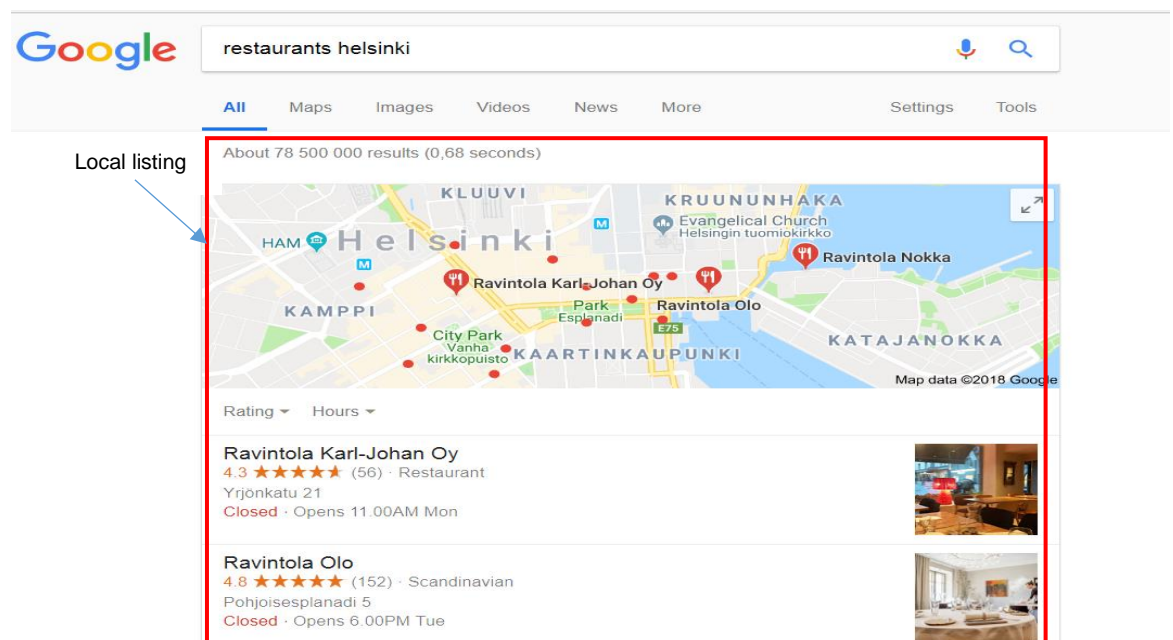 Google
restaurants helsinki
All Maps Images Videos News More Settings Tools
Local listing
About 78 500 000 results (0,68 seconds)
KLUUVI
KRUUNUNHAKA
M
Evangelical Church
Helsingin tuomiokirkko
HAM
Helsinki
M
Ravintola Nokka
Ravintola Karl-Johan Oy
KAMPPI
Park
Esplanadi
Ravintola Olo
E75
City Park
Vanha
kirkkopuisto
KAARTINKAUPUNKI
KATAJANOKKA
Map data ©2018 Google
Rating Hours
Ravintola Karl-Johan Oy
4.3 ★★★★★ (56) · Restaurant
Yrjönkatu 21
Closed · Opens 11.00AM Mon
Ravintola Olo
4.8 ★★★★★ (152) · Scandinavian
Pohjoisesplanadi 5
Closed · Opens 6.00PM Tue